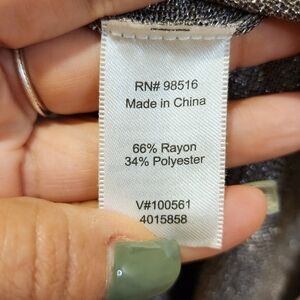 RN# 98516
Made in China
66% Rayon
34% Polyester
V#100561
4015858